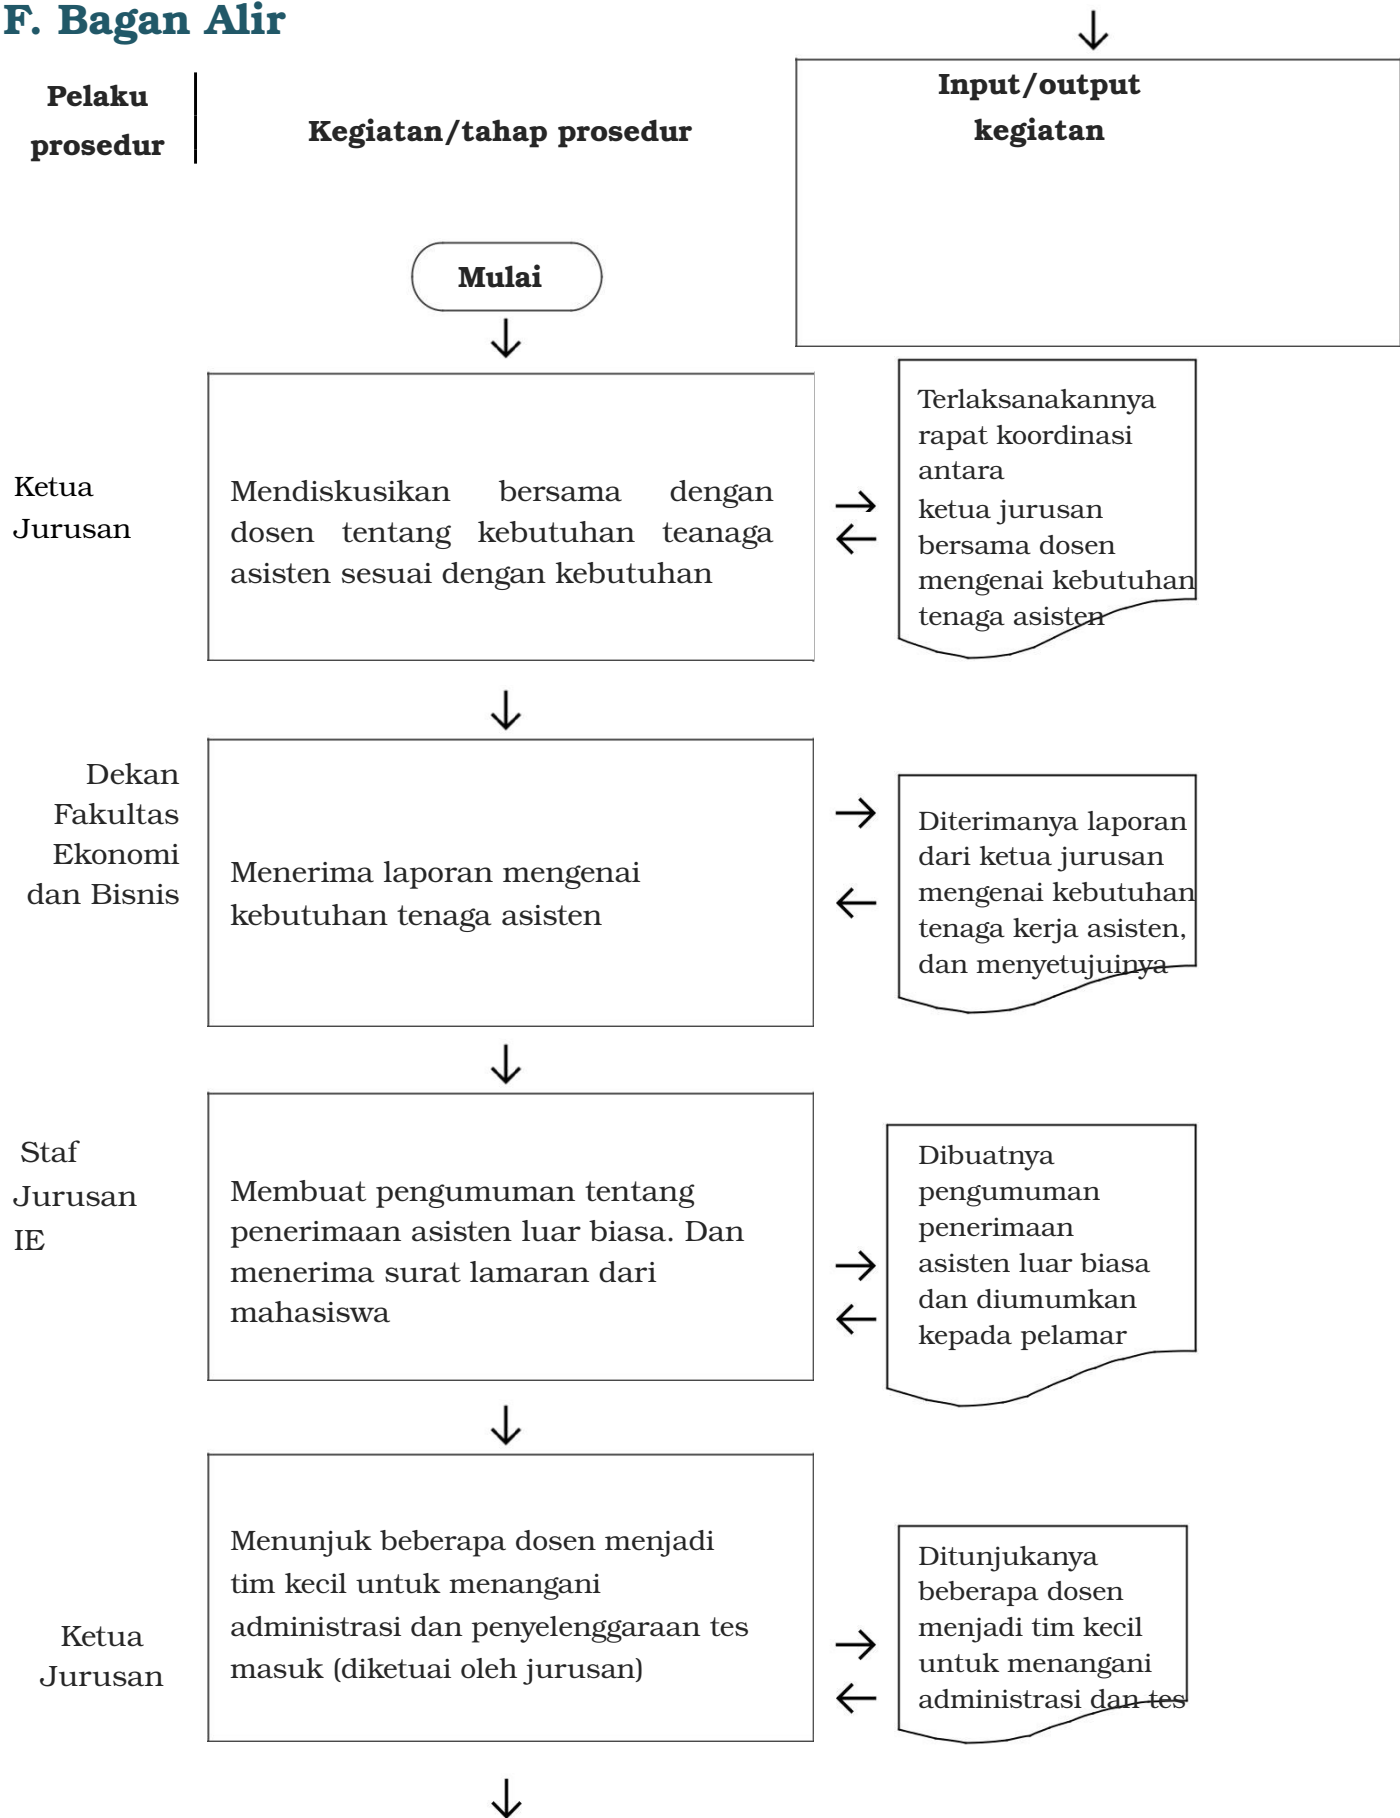 F. Bagan Alir
Pelaku
prosedur
Kegiatan/tahap prosedur
Input/output
kegiatan
Mulai
Ketua
Jurusan
Mendiskusikan bersama dengan
dosen tentang kebutuhan teanaga
asisten sesuai dengan kebutuhan
Terlaksanakannya
rapat koordinasi
antara
ketua jurusan
bersama dosen
mengenai kebutuhan
tenaga asisten
Dekan
Fakultas
Ekonomi
dan Bisnis
Menerima laporan mengenai
kebutuhan tenaga asisten
Diterimanya laporan
dari ketua jurusan
mengenai kebutuhan
tenaga kerja asisten,
dan menyetujuinya
Staf
Jurusan
IE
Membuat pengumuman tentang
penerimaan asisten luar biasa. Dan
menerima surat lamaran dari
mahasiswa
Dibuatnya
pengumuman
penerimaan
asisten luar biasa
dan diumumkan
kepada pelamar
Ketua
Jurusan
Menunjuk beberapa dosen menjadi
tim kecil untuk menangani
administrasi dan penyelenggaraan tes
masuk (diketuai oleh jurusan)
Ditunjukanya
beberapa dosen
menjadi tim kecil
untuk menangani
administrasi dan tes